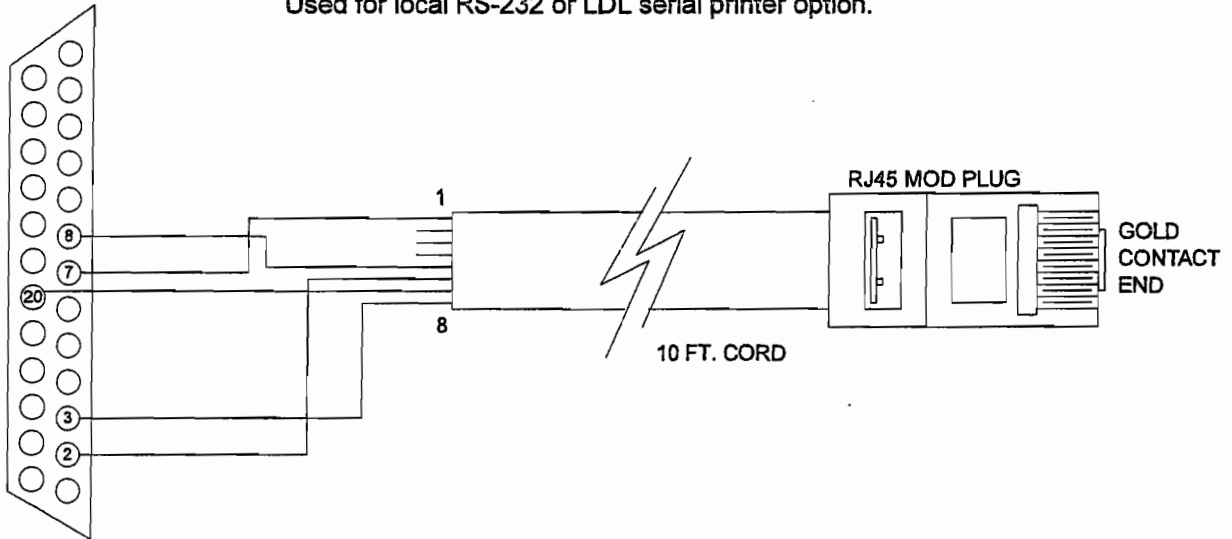 Used for local RS-232 or LDL serial printer option.
1
RJ45 MOD PLUG
8
7
20
GOLD
CONTACT
END
8
10 FT. CORD
3
2